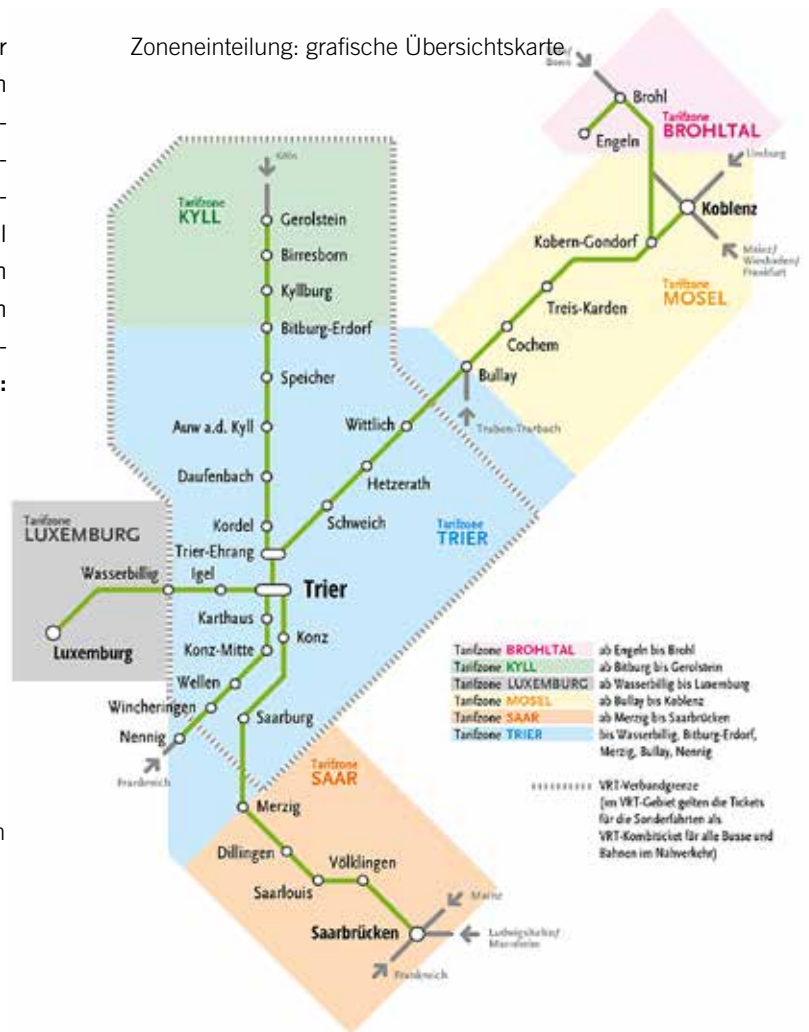 Zoneneinteilung: grafische Übersichtskarte
Bonn
Brohl
Engeln
Tarifzone
BROHLTAL
Limburg
Koblenz
Mainz/
Wiesbaden/
Frankfurt
Kobern-Gondorf
Tarifzone
MOSEL
Treis-Karden
Cochem
Bullay
Traben-Trarbach
Köln
Tarifzone
KYLL
Gerolstein
Birresborn
Kyllburg
Bitburg-Erdorf
Speicher
Auw a.d. Kyll
Wittlich
Daufenbach
Hetzerath
Kordel
Schweich
Tarifzone
TRIER
Trier-Ehrang
Tarifzone
LUXEMBURG
Wasserbillig
Igel
Trier
Luxemburg
Karthaus
Konz
Konz-Mitte
Wellen
Wincheringen
Saarburg
Nennig
Frankreich
Tarifzone
SAAR
Merzig
Dillingen
Völklingen
Saarlouis
Saarbrücken
Mainz
Ludwigshafen/
Mannheim
Frankreich
Tarifzone BROHLTAL ab Engeln bis Brohl
Tarifzone KYLL ab Bitburg bis Gerolstein
Tarifzone LUXEMBURG ab Wasserbillig bis Luxemburg
Tarifzone MOSEL ab Bullay bis Koblenz
Tarifzone SAAR ab Merzig bis Saarbrücken
Tarifzone TRIER bis Wasserbillig, Bitburg-Erdorf,
Merzig, Bullay, Nennig
VRT-Verbandgrenze
(im VRT-Gebiet gelten die Tickets
für die Sonderfahrten als
VRT-Kombiticket für alle Busse und
Bahnen im Nahverkehr)